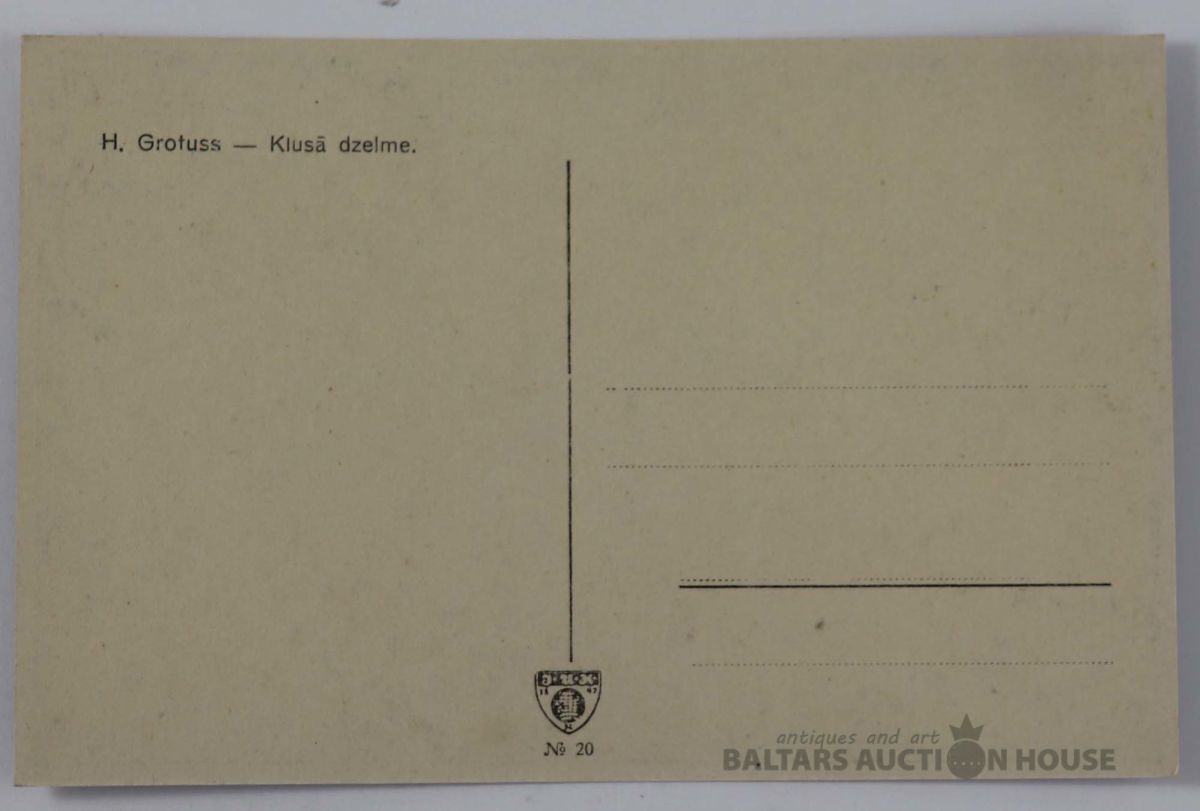 H. Grotuss — Klusā dzelme.
№ 20
antiques and art
BALTARS AUCTION HOUSE